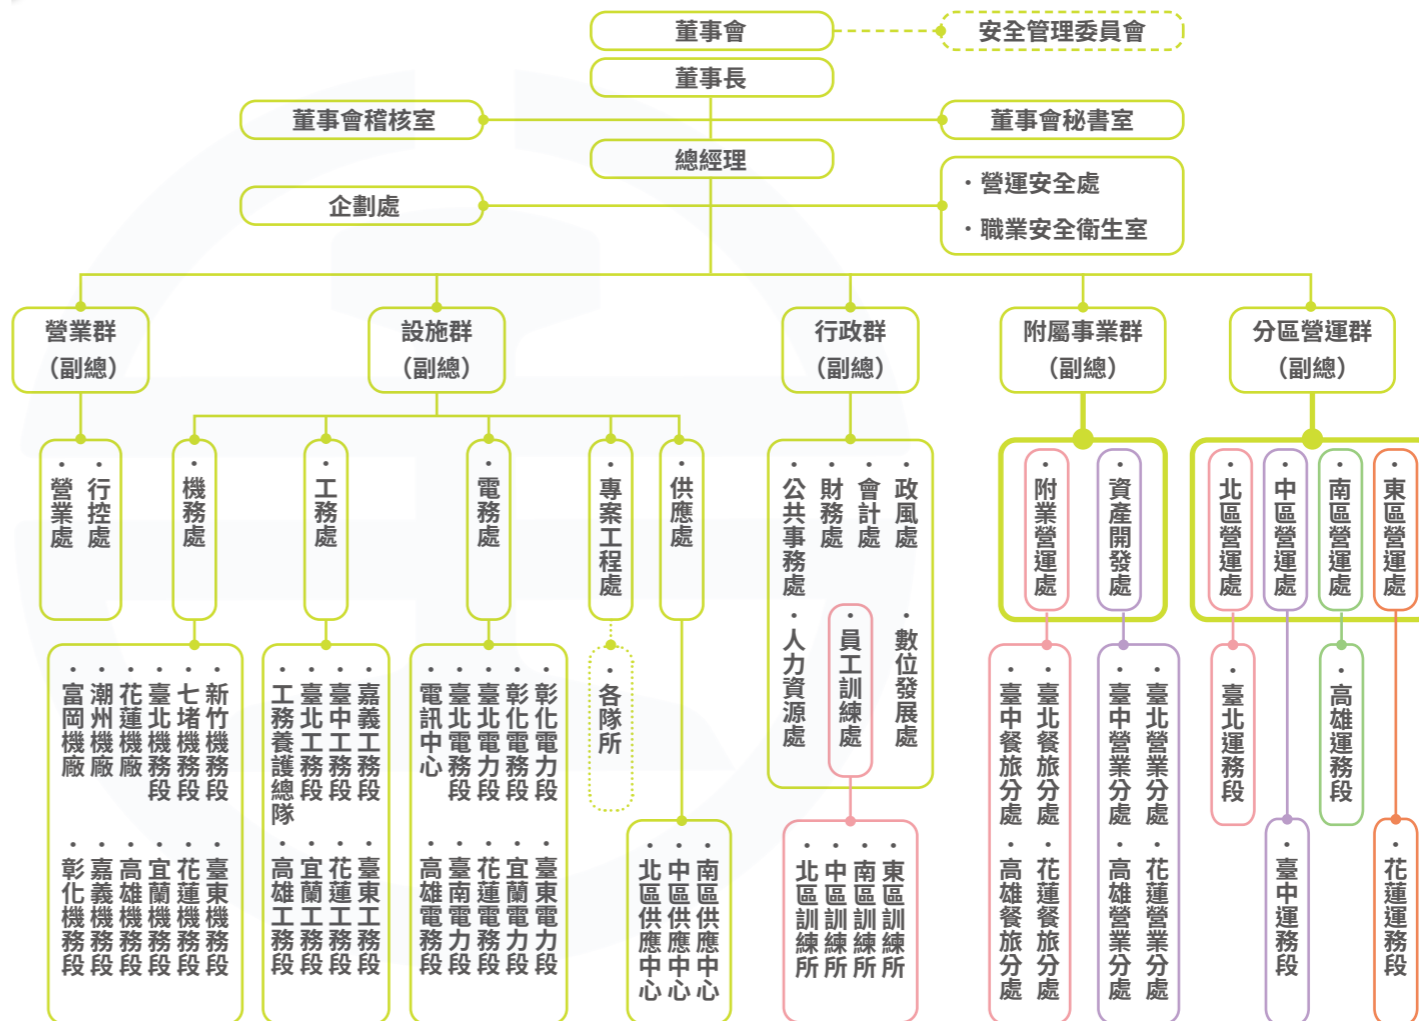 董事會
安全管理委員會
董事長
董事會稽核室
董事會秘書室
總經理
企劃處
・營運安全處
・職業安全衛生室
營業群
（副總）
設施群
（副總）
行政群
（副總）
附屬事業群
（副總）
分區營運群
（副總）
・行控處
・營業處
・機務處
・工務處
・電務處
・專案工程處
・供應處
・政風處
・會計處
・財務處
・公共事務處
・數位發展處
・員工訓練處
・人力資源處
・資產開發處
・附業營運處
・北區營運處
・中區營運處
・南區營運處
・東區營運處
・新竹機務段
・七堵機務段
・臺北機務段
・花蓮機廠
・潮州機廠
・富岡機廠
・臺東機務段
・花蓮機務段
・宜蘭機務段
・高雄機務段
・嘉義機務段
・彰化機務段
・嘉義工務段
・臺中工務段
・臺北工務段
・工務養護總隊
・臺東工務段
・花蓮工務段
・宜蘭工務段
・高雄工務段
・彰化電力段
・彰化電務段
・臺北電力段
・臺北電務段
・電訊中心
・臺東電力段
・宜蘭電力段
・花蓮電務段
・臺南電力段
・高雄電務段
・各隊所
・南區供應中心
・中區供應中心
・北區供應中心
・東區訓練所
・南區訓練所
・中區訓練所
・北區訓練所
・臺北餐旅分處
・臺中餐旅分處
・花蓮餐旅分處
・高雄餐旅分處
・臺北營業分處
・臺中營業分處
・花蓮營業分處
・高雄營業分處
・臺北運務段
・臺中運務段
・高雄運務段
・花蓮運務段